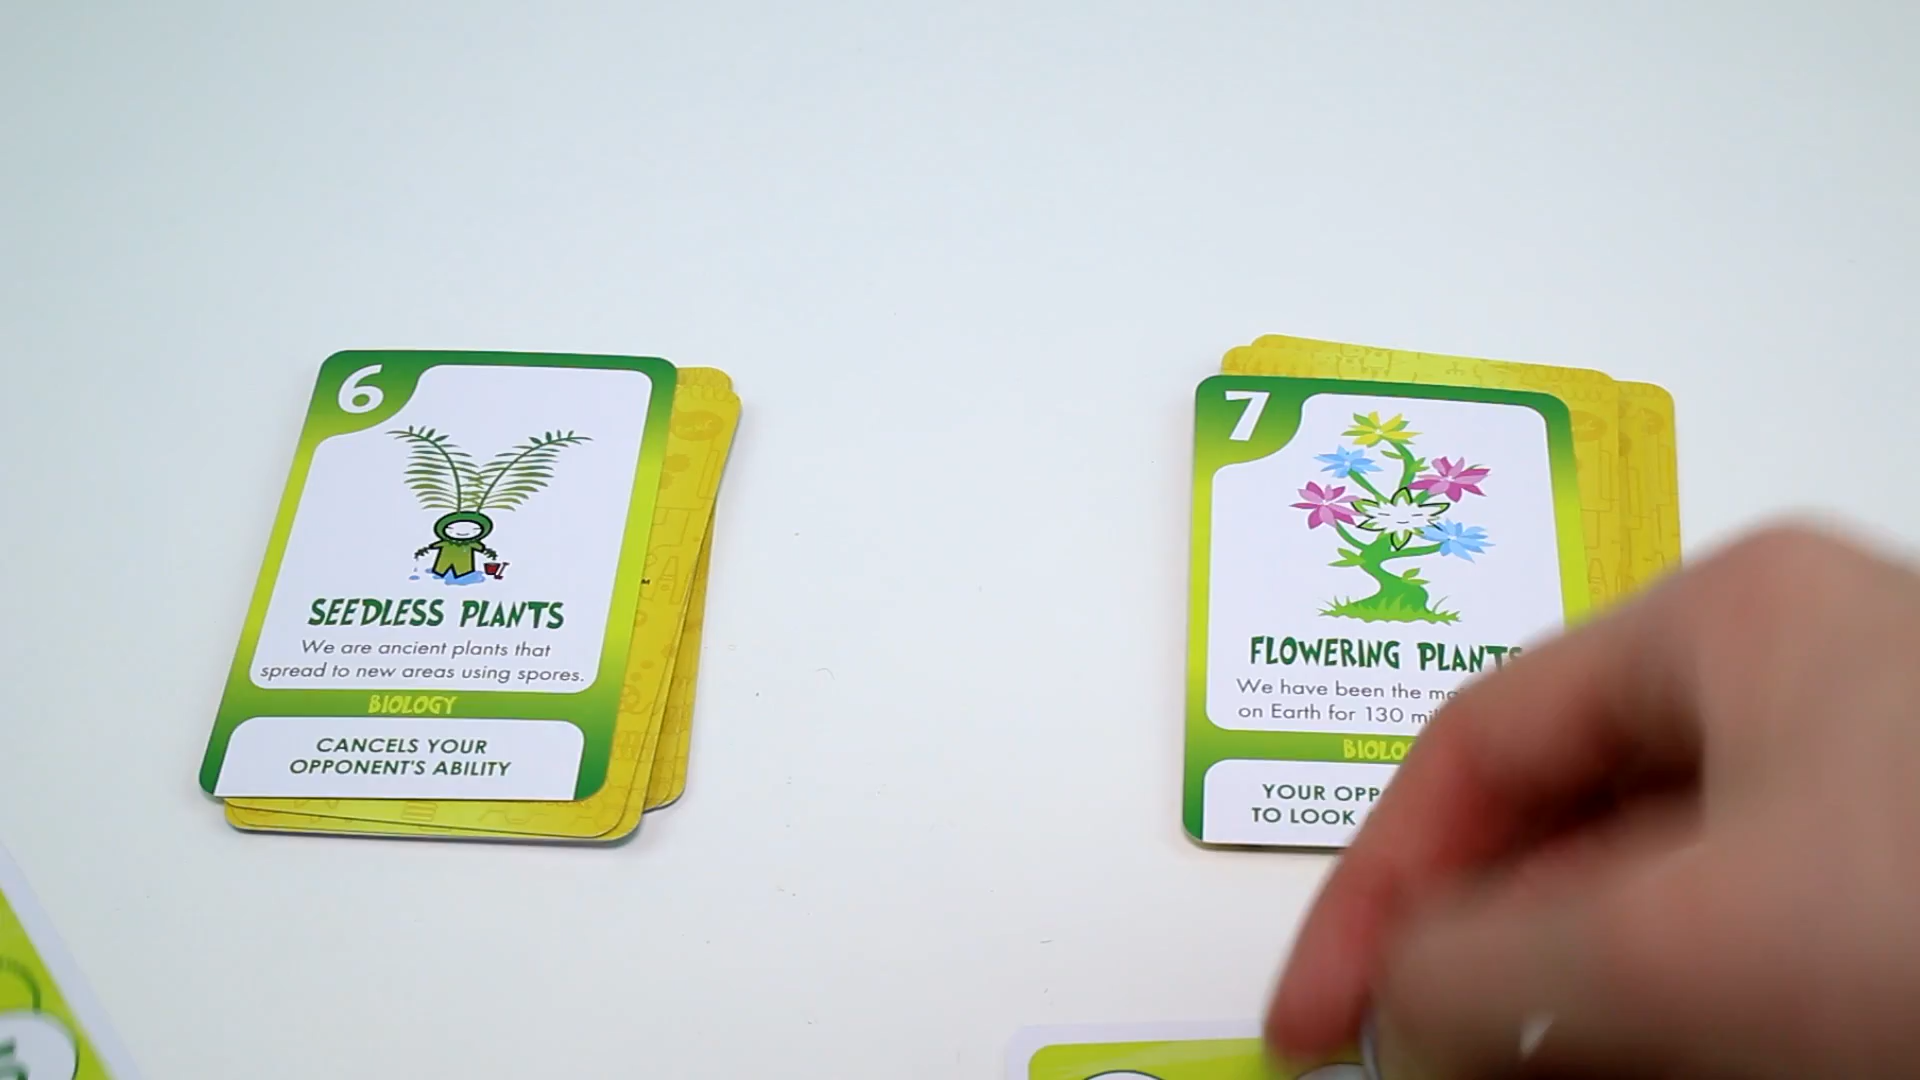 6
SEEDLESS PLANTS
We are ancient plants that
spread to new areas using spores.
BIOLOGY
CANCELS YOUR
OPPONENT'S ABILITY
7
FLOWERING PLANTS
We have been the
on Earth for 130
YOUR
TO LOOK